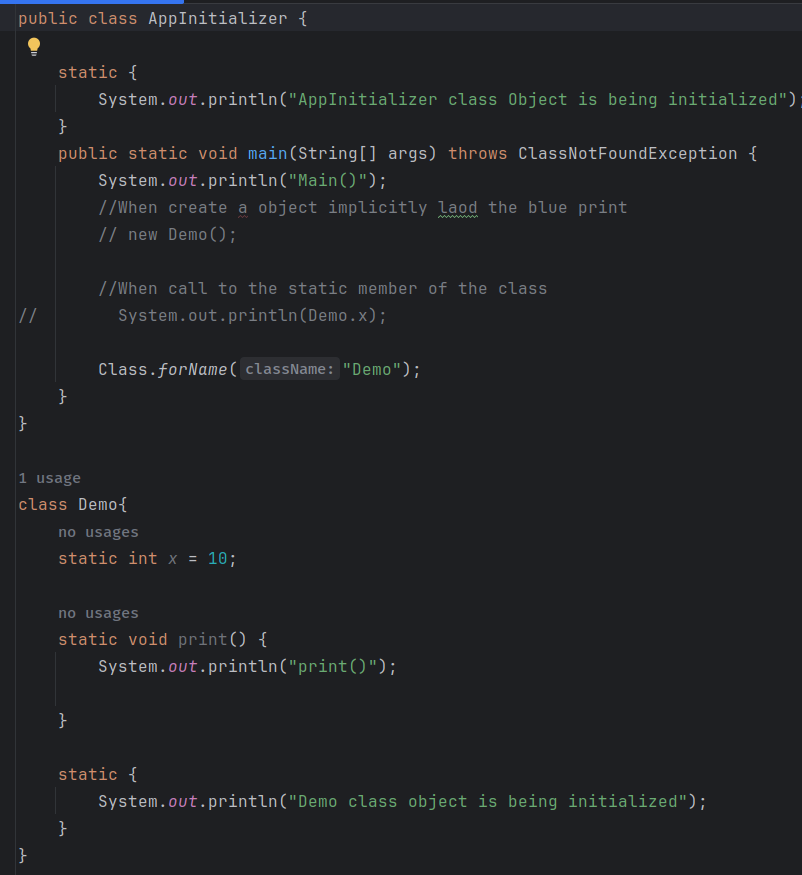 public class AppInitializer {
static {
System.out.println("AppInitializer class Object is being initialized");
}
public static void main(String[] args) throws ClassNotFoundException {
System.out.println("Main()");
//When create a object implicitly laod the blue print
// new Demo();
//When call to the static member of the class
//        System.out.println(Demo.x);
Class.forName( className: "Demo");
}
}
1 usage
class Demo{
no usages
static int x = 10;
no usages
static void print() {
System.out.println("print()");
}
static {
System.out.println("Demo class object is being initialized");
}
}